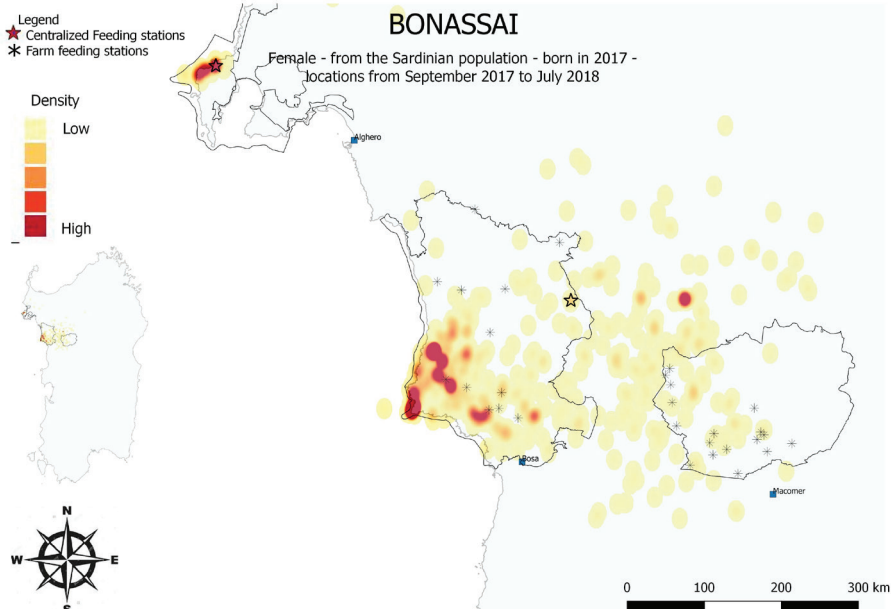 BONASSAI
Female - from the Sardinian population - born in 2017 -
locations from September 2017 to July 2018
Legend
Centralized Feeding stations
Farm feeding stations
Density
Low
High
Alghero
Bosa
Macomer
N
W E
S
0 100 200 300 km